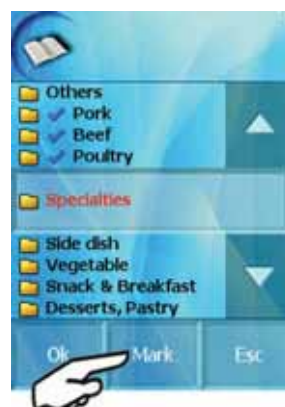 Others
Pork
Beef
Poultry
Specialties
Side dish
Vegetable
Snack & Breakfast
Desserts, Pastry
Ok Mark Esc